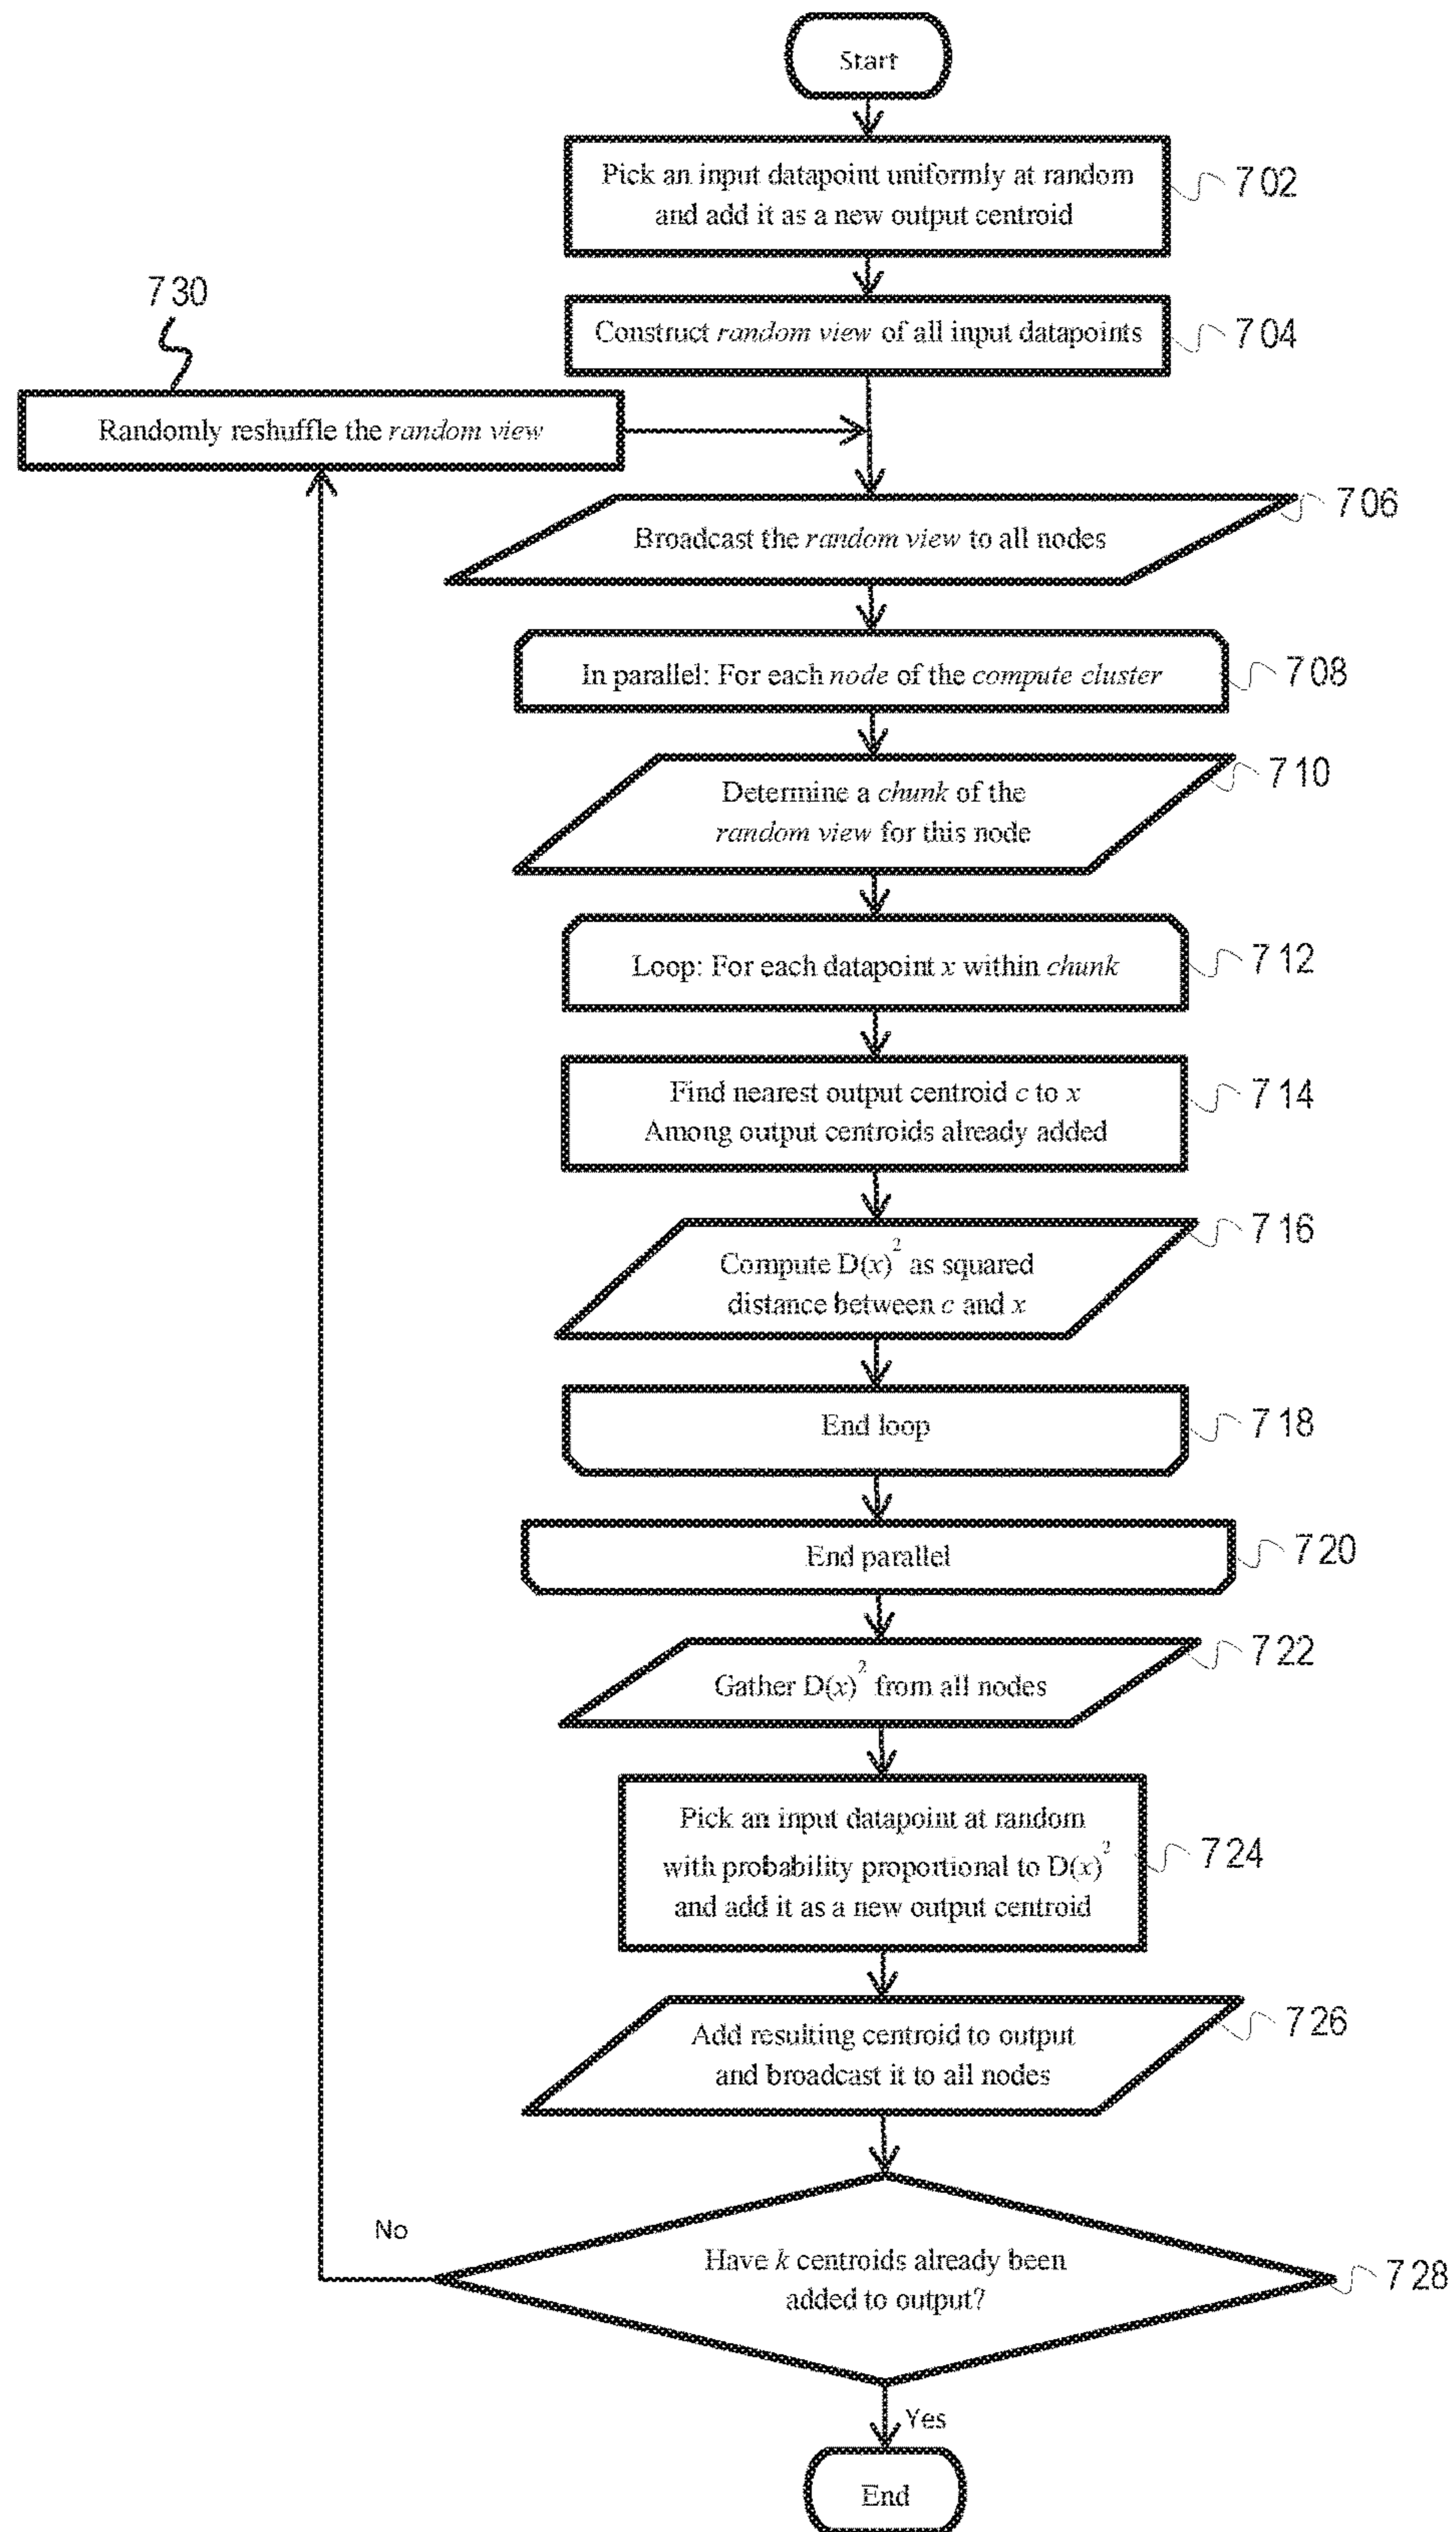 Start
Pick an input datapoint uniformly at random
and add it as a new output centroid
702
Construct random view of all input datapoints
704
730
Randomly reshuffle the random view
Broadcast the random view to all nodes
706
In parallel: For each node of the compute cluster
708
Determine a chunk of the
random view for this node
710
Loop: For each datapoint x within chunk
712
Find nearest output centroid c to x
Among output centroids already added
714
Compute D(x)² as squared
distance between c and x
716
End loop
718
End parallel
720
Gather D(x)² from all nodes
722
Pick an input datapoint at random
with probability proportional to D(x)²
and add it as a new output centroid
724
Add resulting centroid to output
and broadcast it to all nodes
726
No
Have k centroids already been
added to output?
728
Yes
End